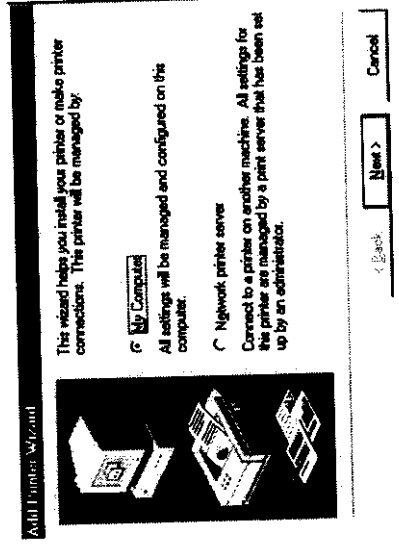 Add Printer Wizard
This wizard helps you install your printer or make printer
connections. This printer will be managed by:
My Computer
All settings will be managed and configured on this
computer.
Network printer server
Connect to a printer on another machine. All settings for
this printer are managed by a print server that has been set
up by an administrator.
< Back
Next >
Cancel